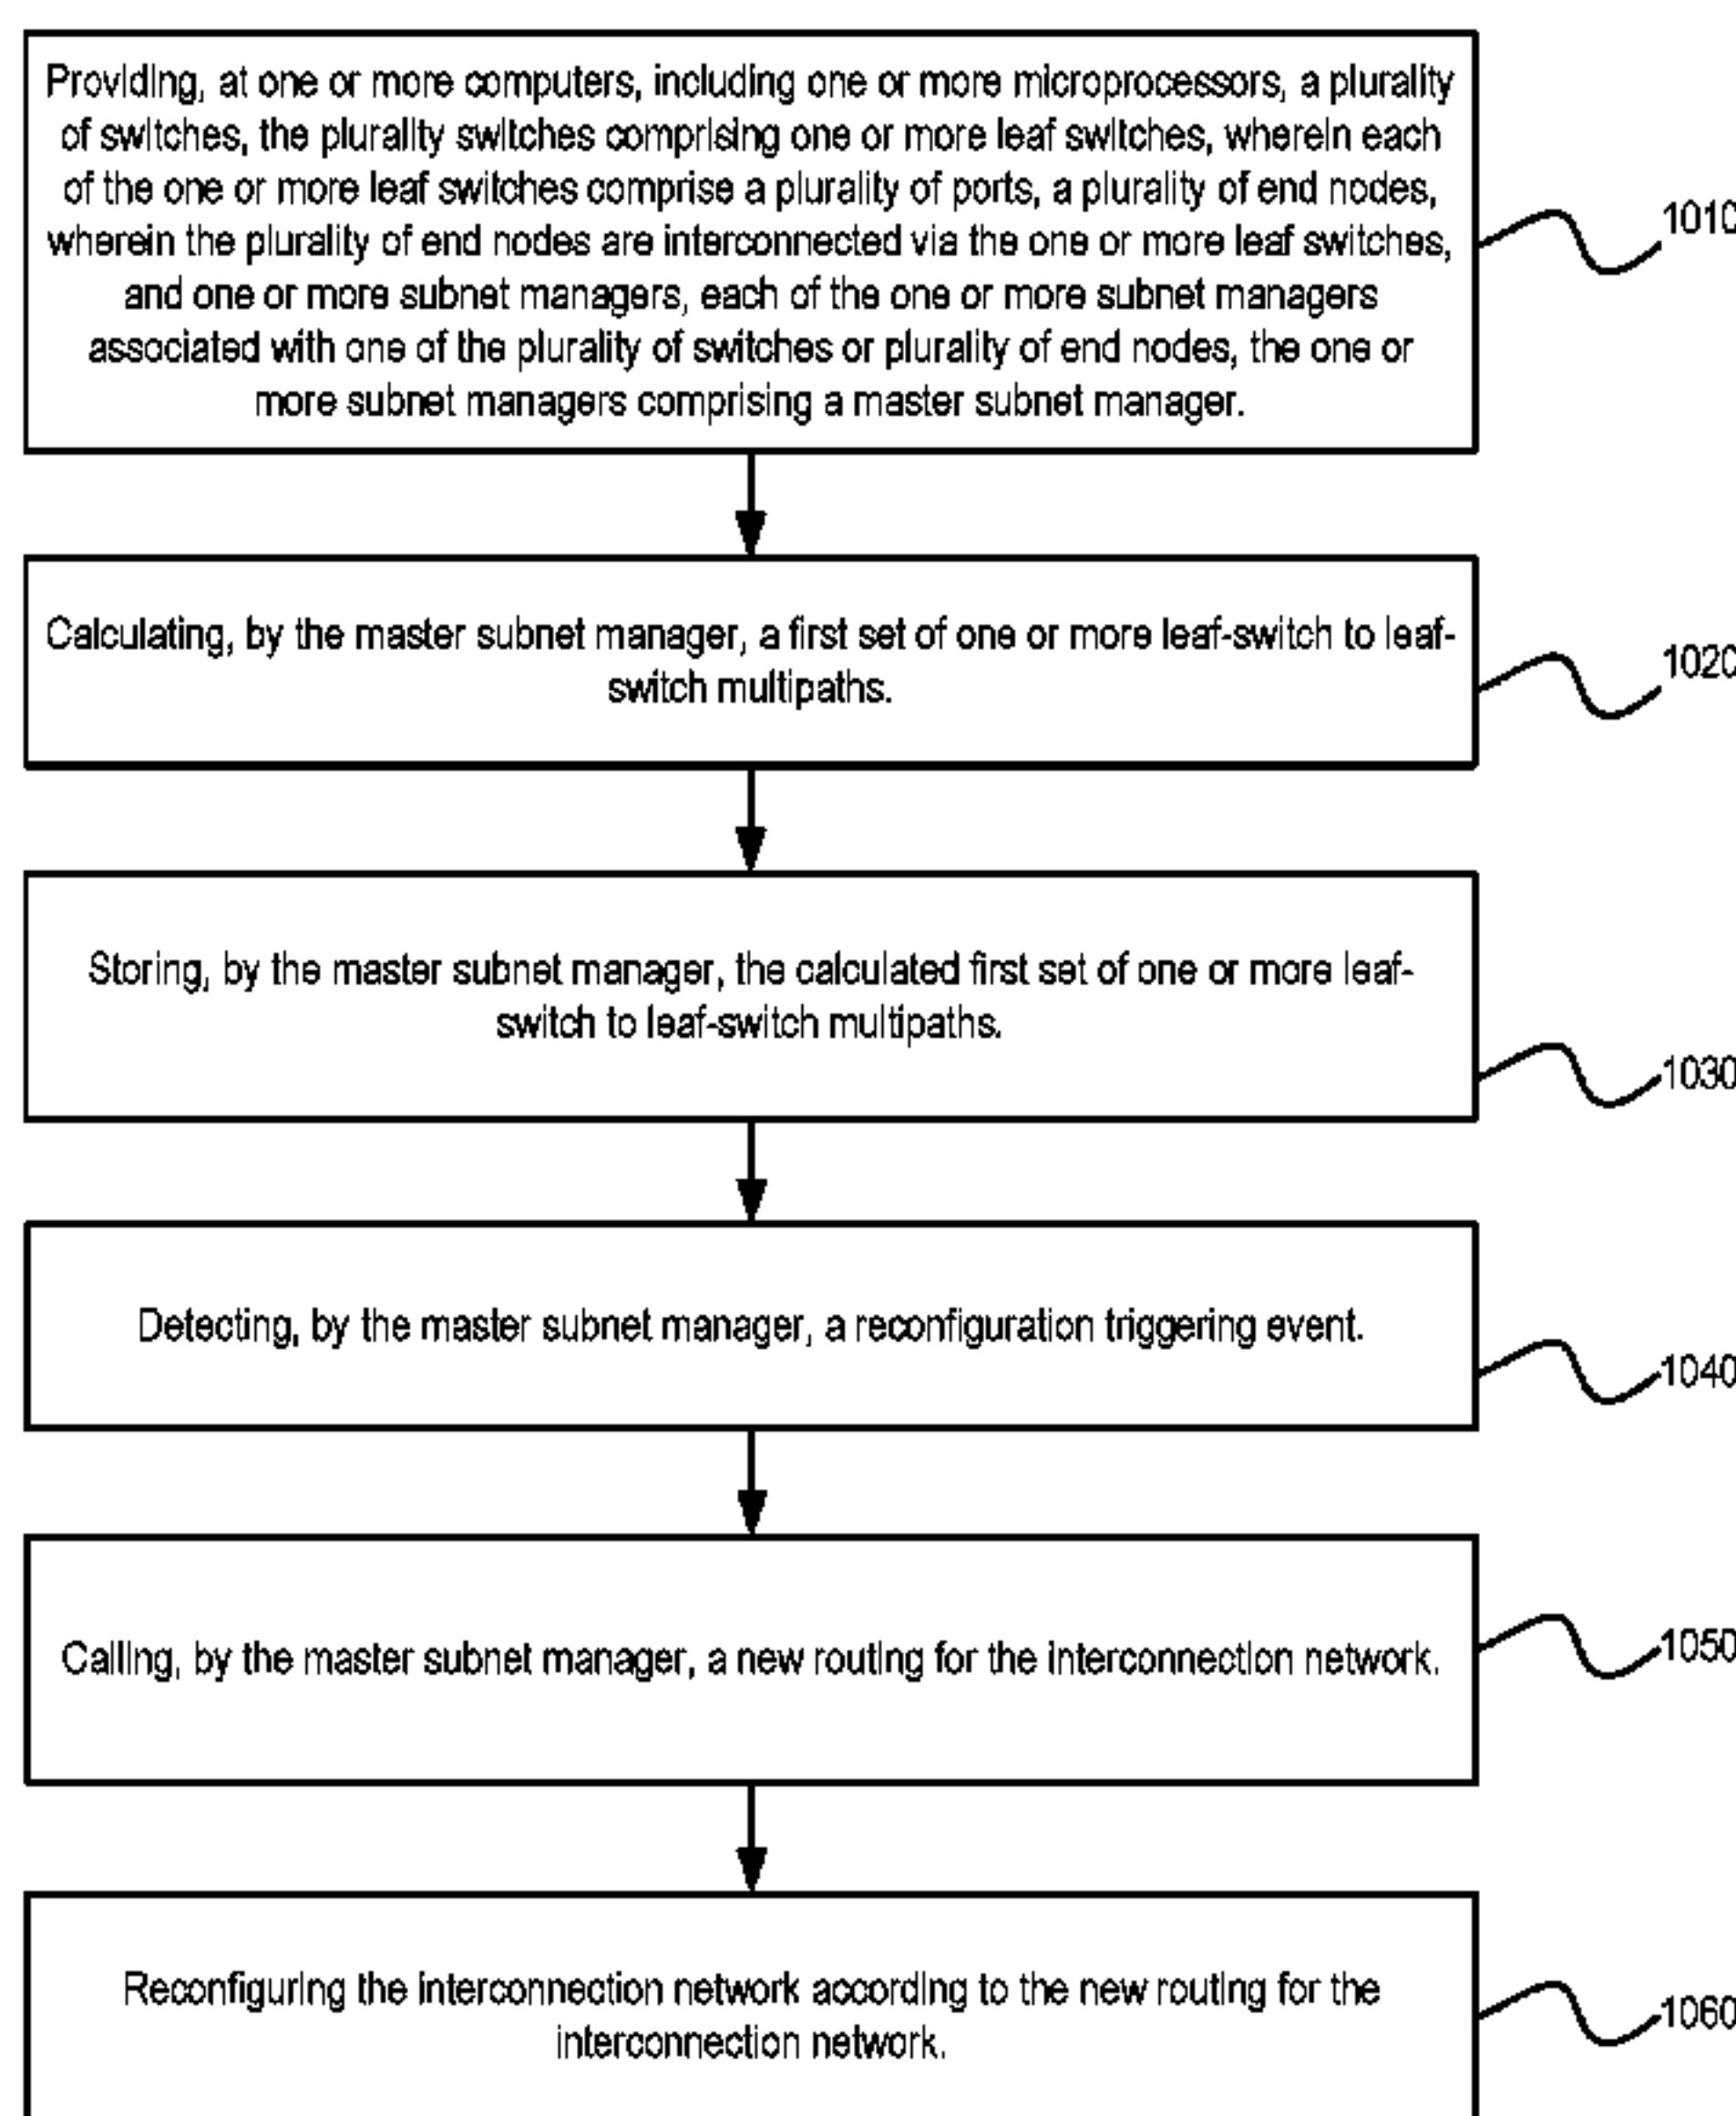 Providing, at one or more computers, including one or more microprocessors, a plurality
of switches, the plurality switches comprising one or more leaf switches, wherein each
of the one or more leaf switches comprise a plurality of ports, a plurality of end nodes,
wherein the plurality of end nodes are interconnected via the one or more leaf switches,
and one or more subnet managers, each of the one or more subnet managers
associated with one of the plurality of switches or plurality of end nodes, the one or
more subnet managers comprising a master subnet manager.
1010
Calculating, by the master subnet manager, a first set of one or more leaf-switch to leaf-
switch multipaths.
1020
Storing, by the master subnet manager, the calculated first set of one or more leaf-
switch to leaf-switch multipaths.
1030
Detecting, by the master subnet manager, a reconfiguration triggering event.
1040
Calling, by the master subnet manager, a new routing for the interconnection network.
1050
Reconfiguring the interconnection network according to the new routing for the
interconnection network.
1060